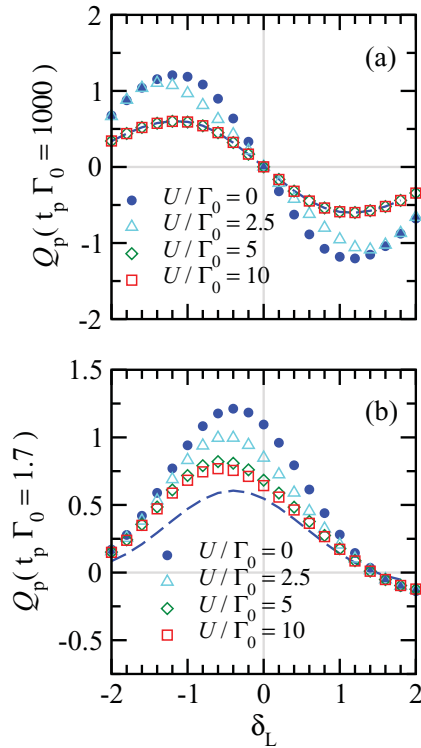 (a)
Q_p(t_p Γ_0 = 1000)
2
1
0
-1
-2
U / Γ_0 = 0
U / Γ_0 = 2.5
U / Γ_0 = 5
U / Γ_0 = 10
(b)
Q_p(t_p Γ_0 = 1.7)
1.5
1
0.5
0
-0.5
U / Γ_0 = 0
U / Γ_0 = 2.5
U / Γ_0 = 5
U / Γ_0 = 10
-2 -1 0 1 2
δ_L